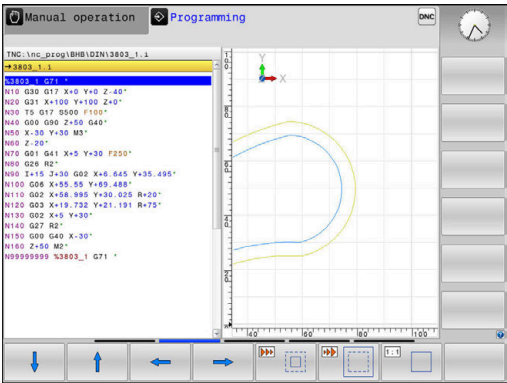 Manual operation
Programming
DNC
TNC:\nc_prog\BHB\DIN\3803_1.i
→3803_1.i
%3803_1 G71 *
N10 G30 G17 X+0 Y+0 Z-40*
N20 G31 X+100 Y+100 Z+0*
N30 T5 G17 S500 F100*
N40 G00 G90 Z+50 G40*
N50 X-30 Y+30 M3*
N60 Z-20*
N70 G01 G41 X+5 Y+30 F250*
N80 G26 R2*
N90 I+15 J+30 G02 X+6.645 Y+35.495*
N100 G06 X+55.55 Y+69.488*
N110 G02 X+58.995 Y+30.025 R+20*
N120 G03 X+19.732 Y+21.191 R+75*
N130 G02 X+5 Y+30*
N140 G27 R2*
N150 G00 G40 X-30*
N160 Z+50 M2*
N99999999 %3803_1 G71 *
Y
X
40
60
80
100
1:1